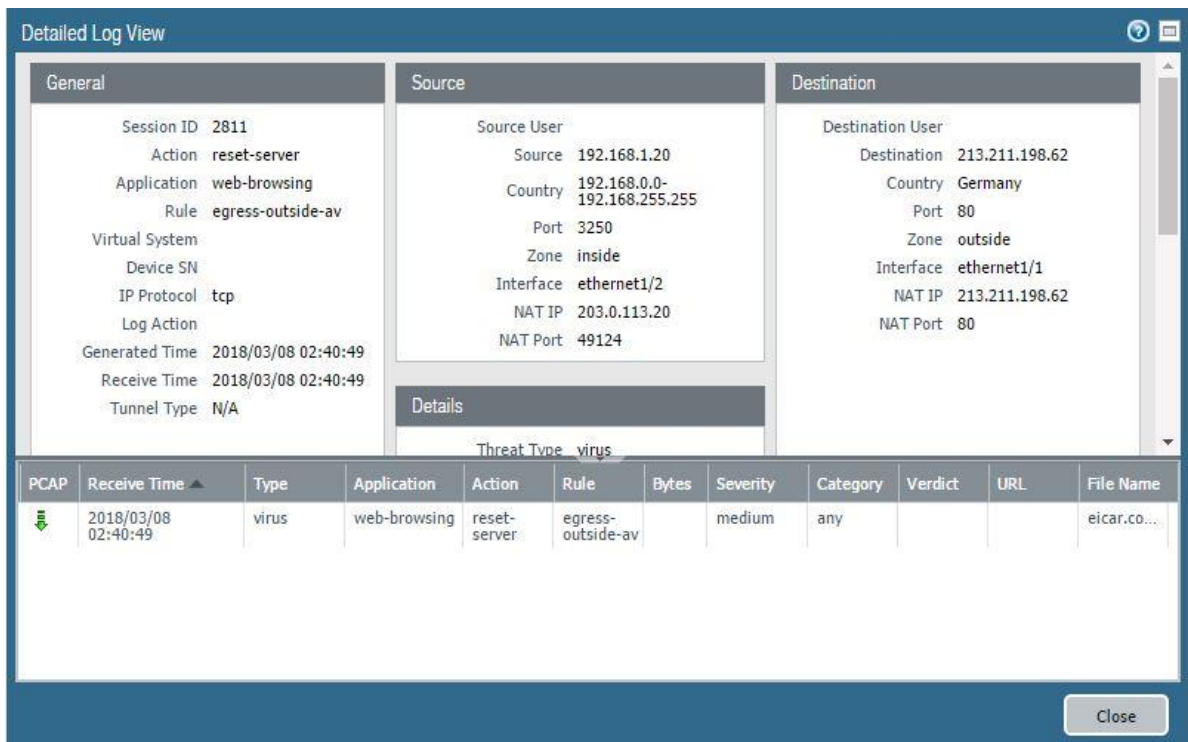 Detailed Log View
General
Session ID 2811
Action reset-server
Application web-browsing
Rule egress-outside-av
Virtual System
Device SN
IP Protocol tcp
Log Action
Generated Time 2018/03/08 02:40:49
Receive Time 2018/03/08 02:40:49
Tunnel Type N/A
Source
Source User
Source 192.168.1.20
Country 192.168.0.0-
192.168.255.255
Port 3250
Zone inside
Interface ethernet1/2
NAT IP 203.0.113.20
NAT Port 49124
Details
Threat Type virus
Destination
Destination User
Destination 213.211.198.62
Country Germany
Port 80
Zone outside
Interface ethernet1/1
NAT IP 213.211.198.62
NAT Port 80
PCAP Receive Time Type Application Action Rule Bytes Severity Category Verdict URL File Name
2018/03/08 virus web-browsing reset- egress- medium any eicar.co...
02:40:49 server outside-av
Close